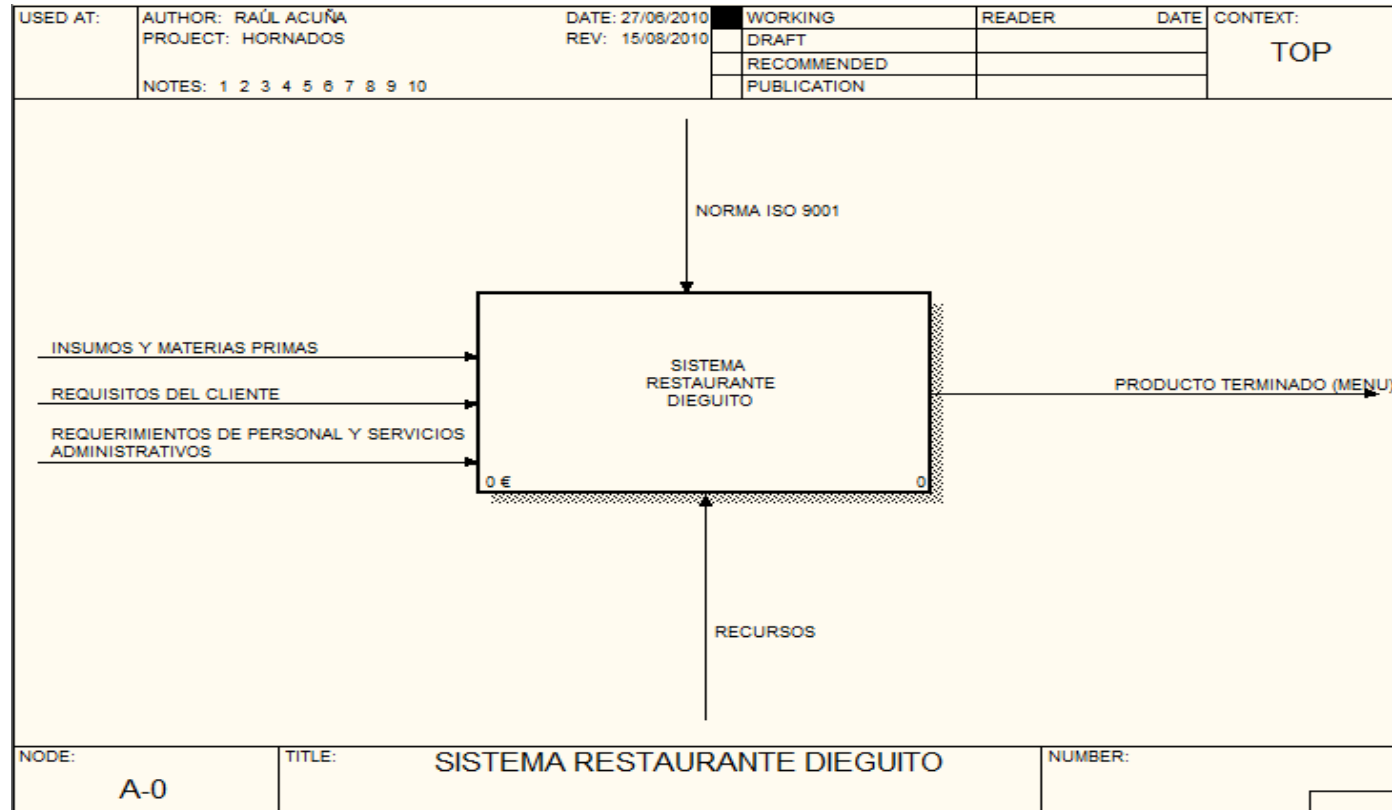 USED AT:
AUTHOR: RAÚL ACUÑA
DATE: 27/06/2010
WORKING
READER
DATE
CONTEXT:
PROJECT: HORNADOS
REV: 15/08/2010
DRAFT
TOP
RECOMMENDED
NOTES: 1 2 3 4 5 6 7 8 9 10
PUBLICATION
NORMA ISO 9001
INSUMOS Y MATERIAS PRIMAS
REQUISITOS DEL CLIENTE
REQUERIMIENTOS DE PERSONAL Y SERVICIOS
ADMINISTRATIVOS
SISTEMA
RESTAURANTE
DIEGUITO
0 €
0
PRODUCTO TERMINADO (MENU)
RECURSOS
NODE:
A-0
TITLE:
SISTEMA RESTAURANTE DIEGUITO
NUMBER: